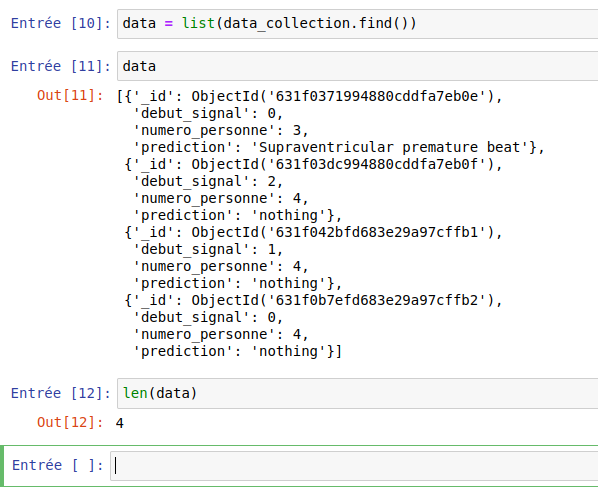 Entrée [10]: data = list(data_collection.find())
Entrée [11]: data
Out[11]: [{'_id': ObjectId('631f0371994880cddfa7eb0e'),
'debut_signal': 0,
'numero_personne': 3,
'prediction': 'Supraventricular premature beat'},
{'_id': ObjectId('631f03dc994880cddfa7eb0f'),
'debut_signal': 2,
'numero_personne': 4,
'prediction': 'nothing'},
{'_id': ObjectId('631f042bfd683e29a97cffb1'),
'debut_signal': 1,
'numero_personne': 4,
'prediction': 'nothing'},
{'_id': ObjectId('631f0b7efd683e29a97cffb2'),
'debut_signal': 0,
'numero_personne': 4,
'prediction': 'nothing'}]
Entrée [12]: len(data)
Out[12]: 4
Entrée [ ]: